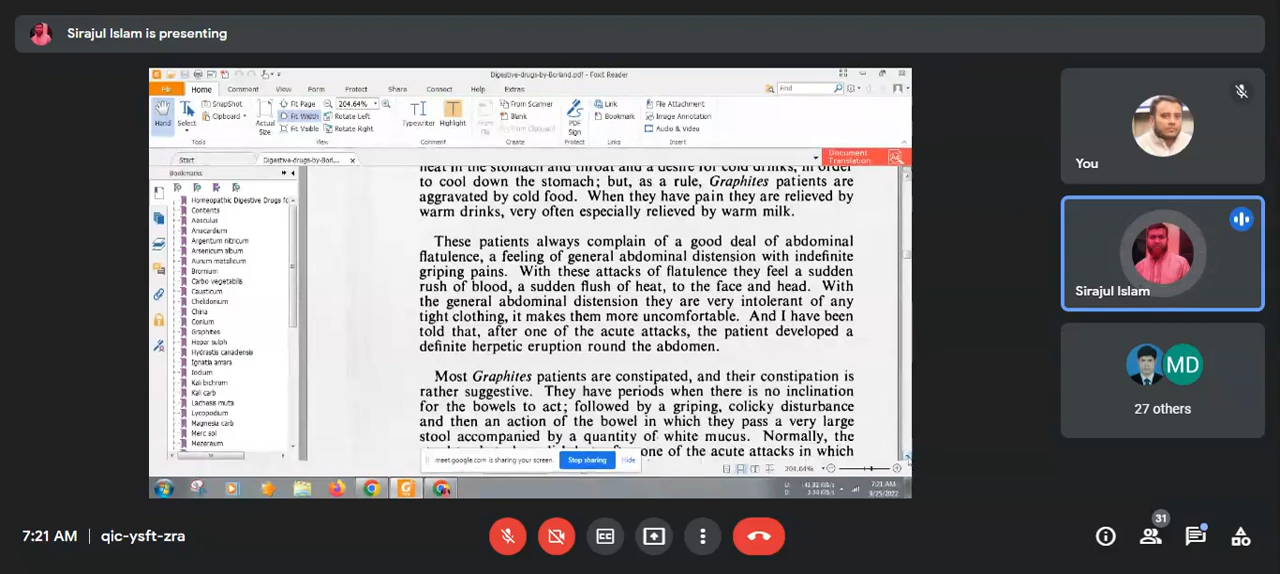 Sirajul Islam is presenting
Digestive-drugs-by-Borland.pdf - Foxit Reader
File Home Comment View Form Protect Share Connect Help Extras
Find
Hand
Select
SnapShot
Clipboard
Tools
Actual Size
Fit Page
Fit Width
Fit Visible
204.64%
Rotate Left
Rotate Right
View
Typewriter
Highlight
Comment
From File
From Scanner
Blank
From Clipboard
Create
PDF Sign
Protect
Link
Bookmark
Links
File Attachment
Image Annotation
Audio & Video
Insert
Start
Digestive-drugs-by-Borl...
Document Translation
Bookmarks
Homeopathic Digestive Drugs fo
Contents
Aesculus
Anacardium
Argentum nitricum
Arsenicum album
Aurum metallicum
Bromium
Carbo vegetabilis
Causticum
Chelidonium
China
Conium
Graphites
Hepar sulph
Hydrastis canadensis
Ignatia amara
Iodum
Kali bichrom
Kali carb
Lachesis muta
Lycopodium
Magnesia carb
Merc sol
Mezereum
heat in the stomach and throat and a desire for cold drinks, in order
to cool down the stomach; but, as a rule, Graphites patients are
aggravated by cold food. When they have pain they are relieved by
warm drinks, very often especially relieved by warm milk.
These patients always complain of a good deal of abdominal
flatulence, a feeling of general abdominal distension with indefinite
griping pains. With these attacks of flatulence they feel a sudden
rush of blood, a sudden flush of heat, to the face and head. With
the general abdominal distension they are very intolerant of any
tight clothing, it makes them more uncomfortable. And I have been
told that, after one of the acute attacks, the patient developed a
definite herpetic eruption round the abdomen.
Most Graphites patients are constipated, and their constipation is
rather suggestive. They have periods when there is no inclination
for the bowels to act; followed by a griping, colicky disturbance
and then an action of the bowel in which they pass a very large
stool accompanied by a quantity of white mucus. Normally, the
one of the acute attacks in which
meet.google.com is sharing your screen.
Stop sharing
Hide
204.64%
7:21 AM
3/25/2022
You
Sirajul Islam
MD
27 others
7:21 AM | qic-ysft-zra
CC
31